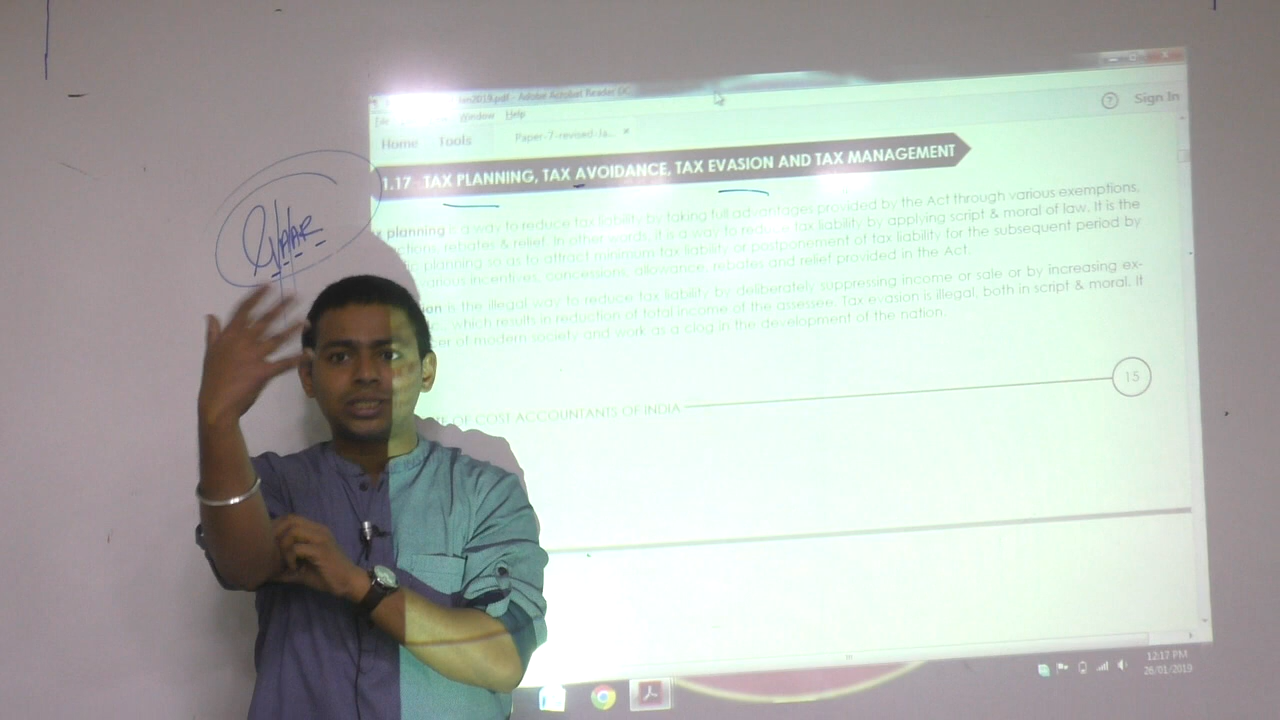 2019.pdf - Adobe Acrobat Reader DC
Window Help
Sign In
Home Tools Paper-7-revised-Ja... ×
1.17 TAX PLANNING, TAX AVOIDANCE, TAX EVASION AND TAX MANAGEMENT
GAAR
planning is a way to reduce tax liability by taking full advantages provided by the Act through various exemptions,
rebates & relief. In other words, it is a way to reduce tax liability by applying script & moral of law. It is the
planning so as to attract minimum tax liability or postponement of tax liability for the subsequent period by
various incentives, concessions, allowance, rebates and relief provided in the Act.
is the illegal way to reduce tax liability by deliberately suppressing income or sale or by increasing ex-
which results in reduction of total income of the assessee. Tax evasion is illegal, both in script & moral. It
of modern society and work as a clog in the development of the nation.
15
OF COST ACCOUNTANTS OF INDIA
12:17 PM
26/01/2019